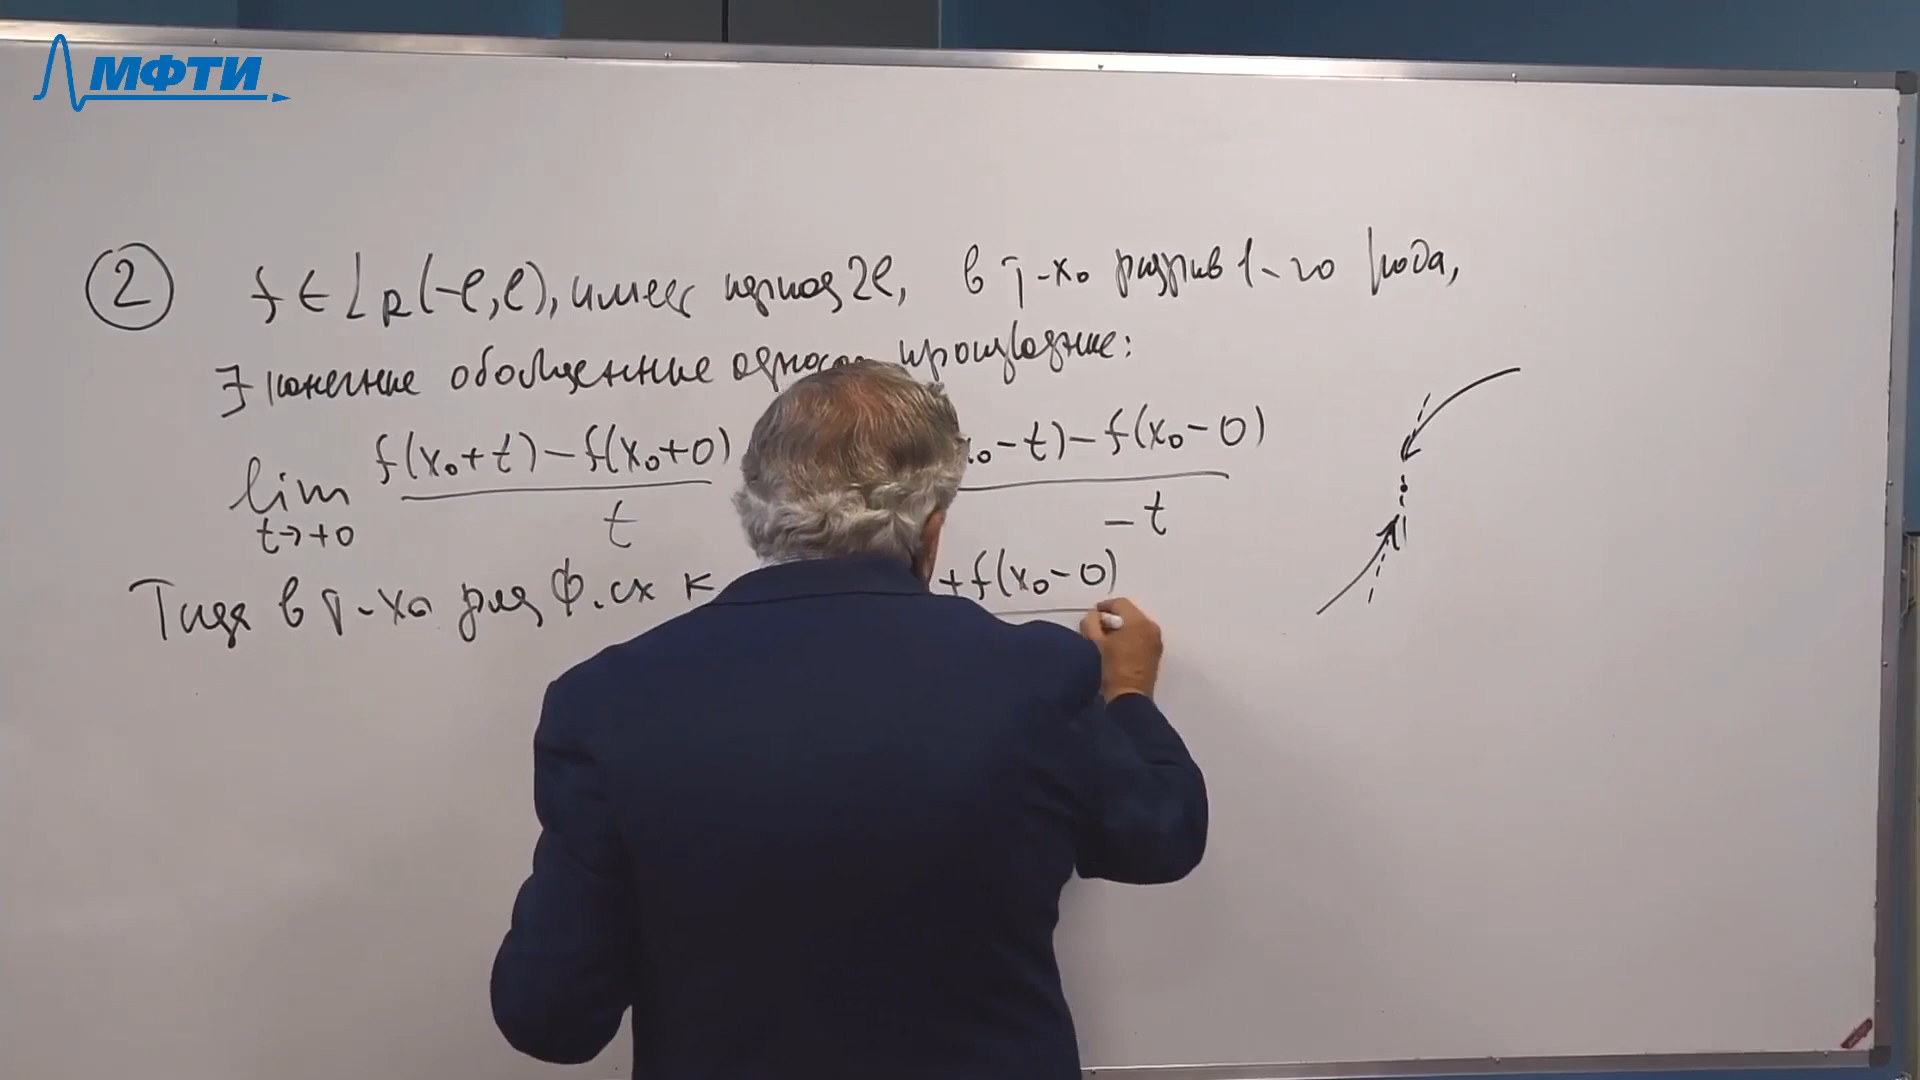 МФТИ
② f ∈ L_R(-l, l), имеет период 2l, в т-x₀ разрыв 1-го рода,
∃ конечные обобщенные одно производные:
lim t→+0 f(x₀+t)-f(x₀+0) / t x₀-t)-f(x₀-0) / -t
Тогда в т-x₀ ряд Ф. сх к +f(x₀-0)